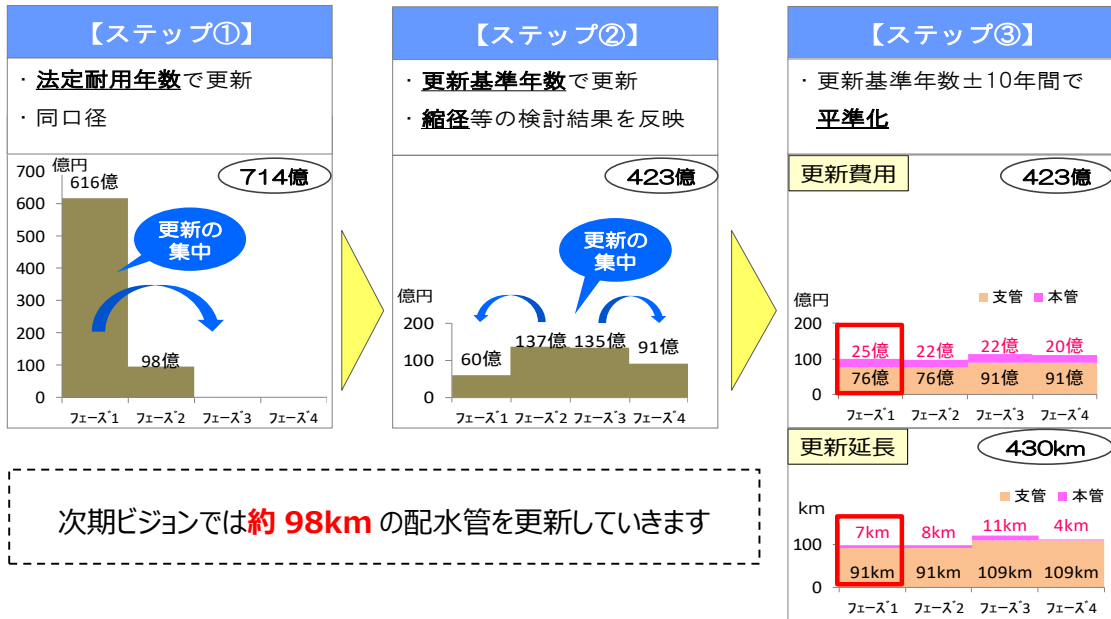 【ステップ①】
・法定耐用年数で更新
・同口径
億円
714億
700
600
500
400
300
200
100
0
616億
98億
更新の
集中
フェーズ1 フェーズ2 フェーズ3 フェーズ4
【ステップ②】
・更新基準年数で更新
・縮径等の検討結果を反映
423億
更新の
集中
億円
200
100
0
60億
137億
135億
91億
フェーズ1 フェーズ2 フェーズ3 フェーズ4
【ステップ③】
・更新基準年数±10年間で
平準化
更新費用
423億
億円
支管 本管
200
100
0
25億 22億 22億 20億
76億 76億 91億 91億
フェーズ1 フェーズ2 フェーズ3 フェーズ4
更新延長
430km
km
支管 本管
100
0
7km 8km 11km 4km
91km 91km 109km 109km
フェーズ1 フェーズ2 フェーズ3 フェーズ4
次期ビジョンでは約 98km の配水管を更新していきます